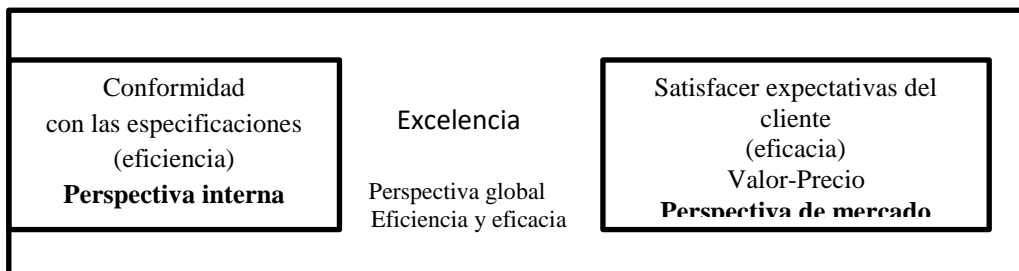 Conformidad
con las especificaciones
(eficiencia)
Perspectiva interna
Excelencia
Perspectiva global
Eficiencia y eficacia
Satisfacer expectativas del
cliente
(eficacia)
Valor-Precio
Perspectiva de mercado